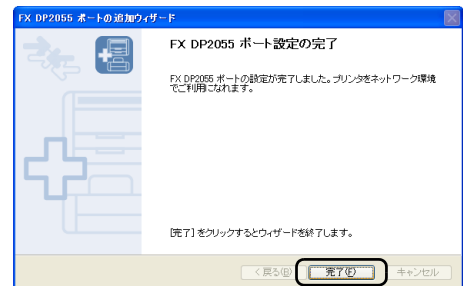 FX DP2055 ポートの追加ウィザード
FX DP2055 ポート設定の完了
FX DP2055 ポートの設定が完了しました。プリンタをネットワーク環境
でご利用になれます。
[完了] をクリックするとウィザードを終了します。
< 戻る(B)
完了(F)
キャンセル